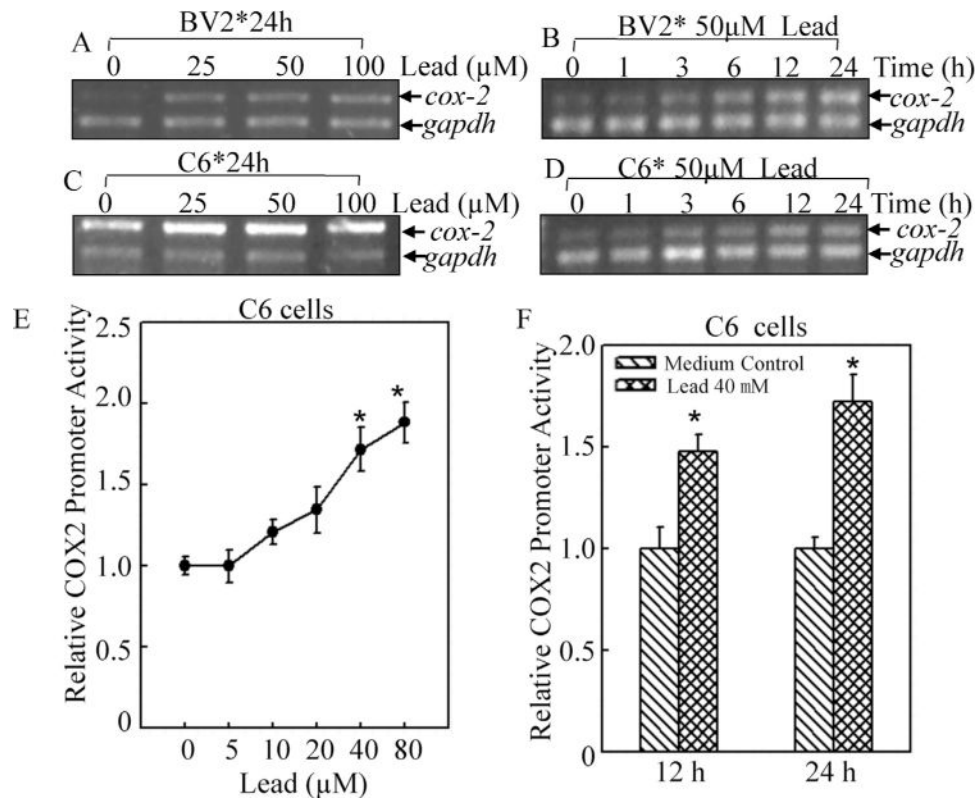 A
BV2*24h
0 25 50 100 Lead (µM)
cox-2
gapdh
B
BV2* 50µM Lead
0 1 3 6 12 24 Time (h)
cox-2
gapdh
C
C6*24h
0 25 50 100 Lead (µM)
cox-2
gapdh
D
C6* 50µM Lead
0 1 3 6 12 24 Time (h)
cox-2
gapdh
E
C6 cells
Relative COX2 Promoter Activity
2.5
2.0
1.5
1.0
0.5
0
* *
0 5 10 20 40 80
Lead (µM)
F
C6 cells
Relative COX2 Promoter Activity
2.0
1.5
1.0
0.5
0
Medium Control
Lead 40 mM
* *
12 h 24 h